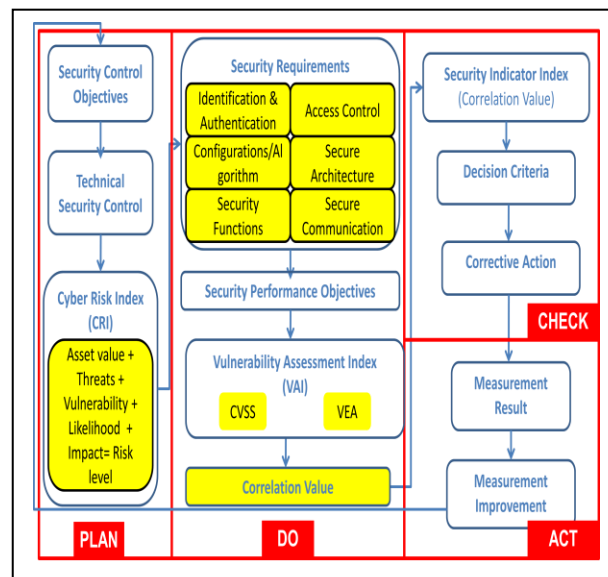 Security Control
Objectives
Technical
Security Control
Cyber Risk Index
(CRI)
Asset value +
Threats +
Vulnerability +
Likelihood +
Impact= Risk
level
PLAN
Security Requirements
Identification &
Authentication
Access Control
Configurations/Al
gorithm
Secure
Architecture
Security
Functions
Secure
Communication
Security Performance Objectives
Vulnerability Assessment Index
(VAI)
CVSS
VEA
Correlation Value
DO
Security Indicator Index
(Correlation Value)
Decision Criteria
Corrective Action
CHECK
Measurement
Result
Measurement
Improvement
ACT